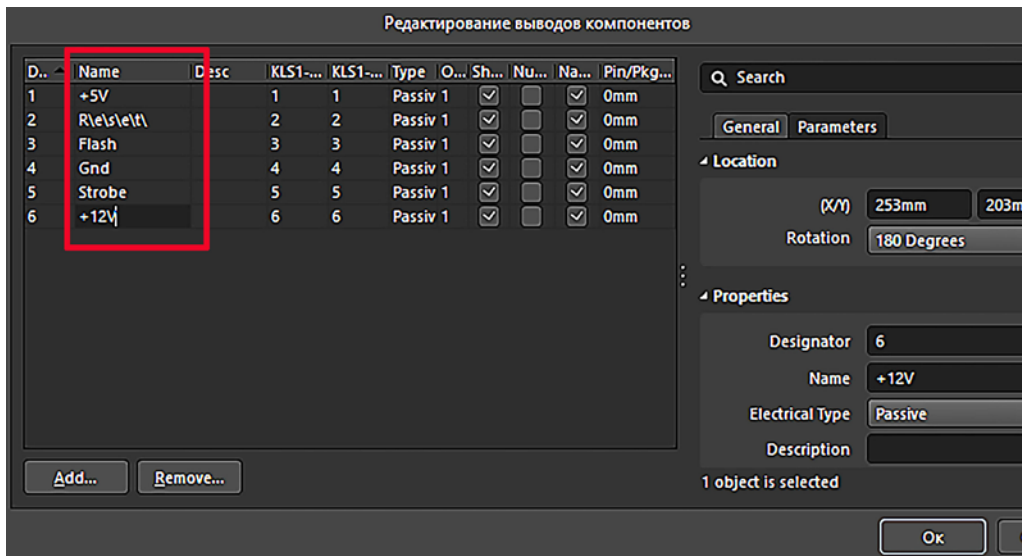 Редактирование выводов компонентов
D.. Name Desc KLS1-... KLS1-... Type O... Sh... Nu... Na... Pin/Pkg...
1 +5V 1 1 Passiv 1 0mm
2 R\e\s\e\t\ 2 2 Passiv 1 0mm
3 Flash 3 3 Passiv 1 0mm
4 Gnd 4 4 Passiv 1 0mm
5 Strobe 5 5 Passiv 1 0mm
6 +12V 6 6 Passiv 1 0mm
Add... Remove...
Search
General Parameters
Location
(X/Y) 253mm 203m
Rotation 180 Degrees
Properties
Designator 6
Name +12V
Electrical Type Passive
Description
1 object is selected
Ок